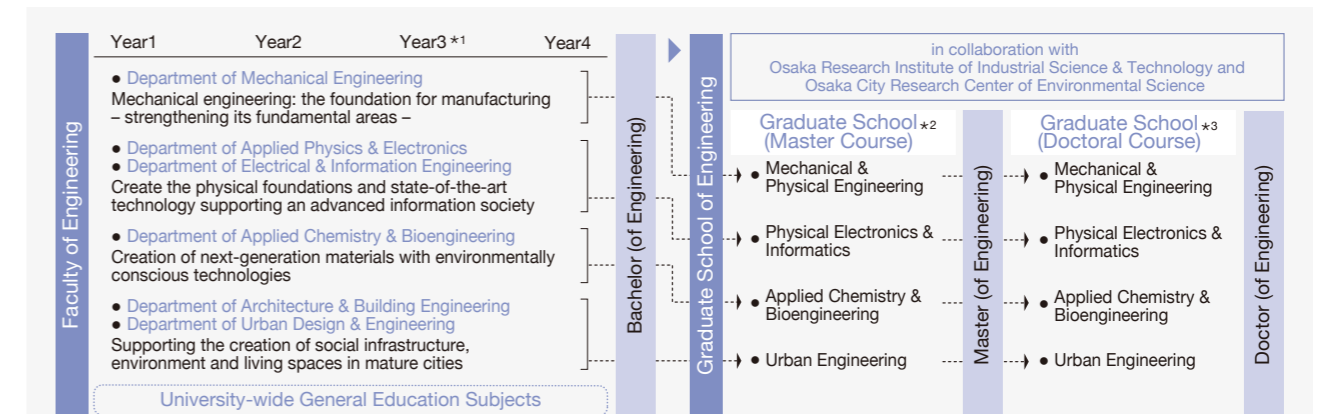 Faculty of Engineering
Year1 Year2 Year3 *1 Year4
● Department of Mechanical Engineering
Mechanical engineering: the foundation for manufacturing
– strengthening its fundamental areas –
● Department of Applied Physics & Electronics
● Department of Electrical & Information Engineering
Create the physical foundations and state-of-the-art
technology supporting an advanced information society
● Department of Applied Chemistry & Bioengineering
Creation of next-generation materials with environmentally
conscious technologies
● Department of Architecture & Building Engineering
● Department of Urban Design & Engineering
Supporting the creation of social infrastructure,
environment and living spaces in mature cities
University-wide General Education Subjects
Bachelor (of Engineering)
Graduate School of Engineering
in collaboration with
Osaka Research Institute of Industrial Science & Technology and
Osaka City Research Center of Environmental Science
Graduate School *2
(Master Course)
● Mechanical &
Physical Engineering
● Physical Electronics &
Informatics
● Applied Chemistry &
Bioengineering
● Urban Engineering
Master (of Engineering)
Graduate School *3
(Doctoral Course)
● Mechanical &
Physical Engineering
● Physical Electronics &
Informatics
● Applied Chemistry &
Bioengineering
● Urban Engineering
Doctor (of Engineering)